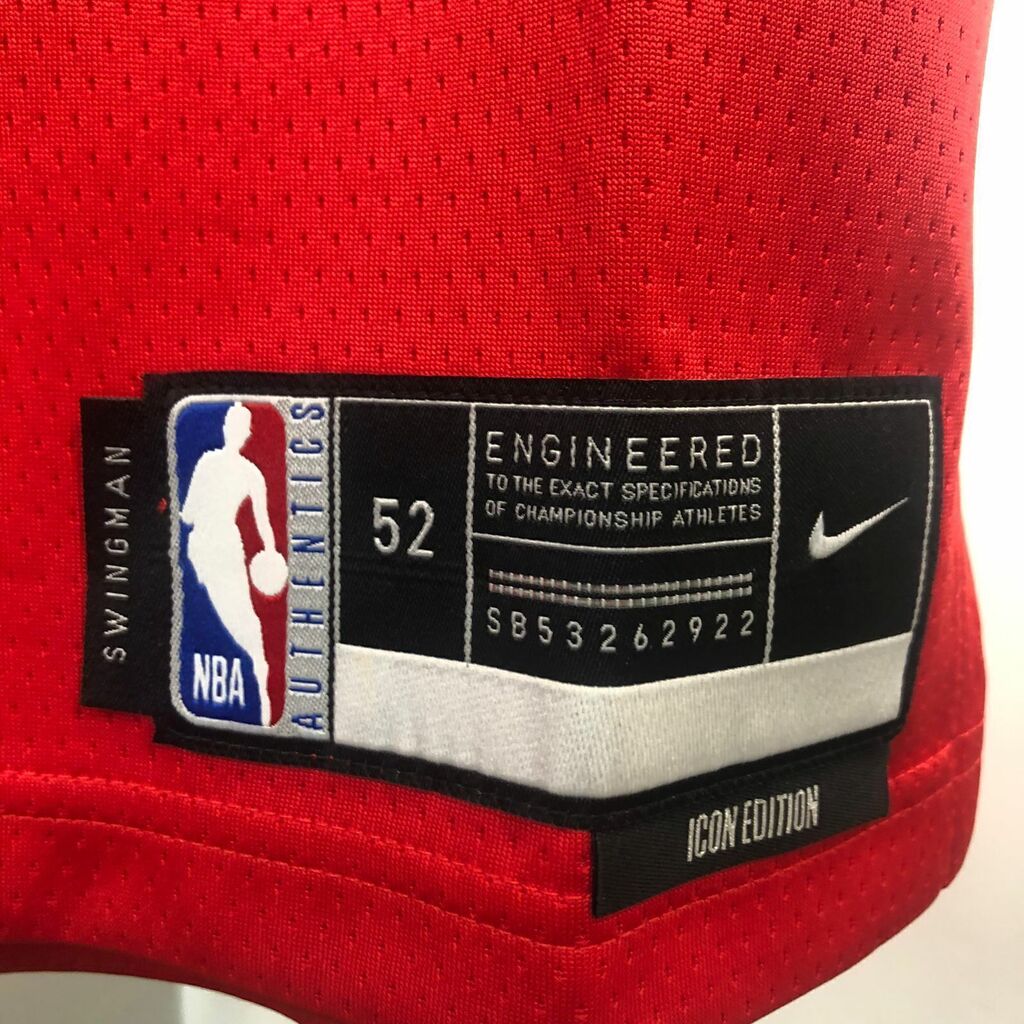 SWINGMAN
NBA
AUTHENTICS
52
ENGINEERED
TO THE EXACT SPECIFICATIONS
OF CHAMPIONSHIP ATHLETES
SB53262922
ICON EDITION